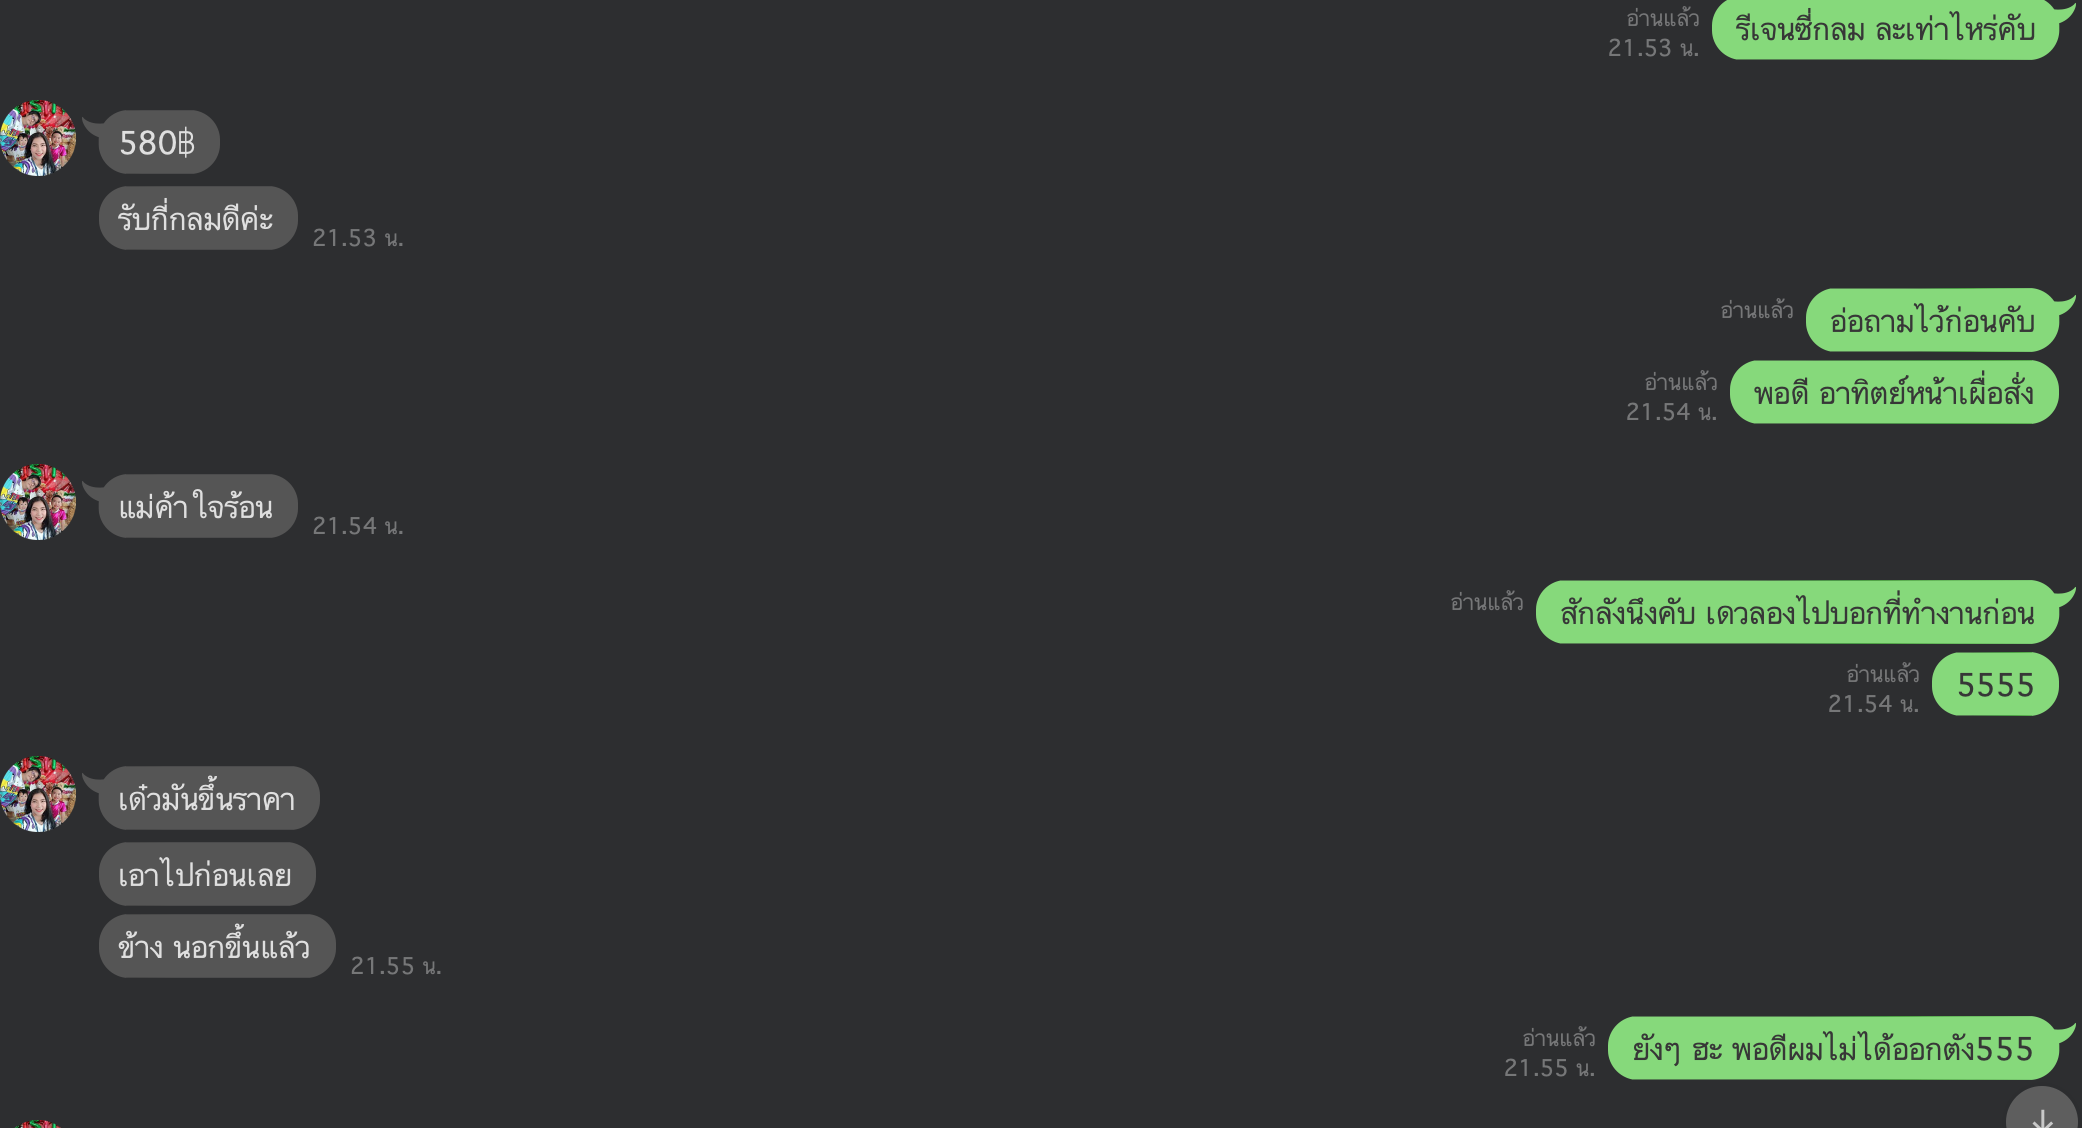 รีเจนซี่กลม ละเท่าไหร่คับ
อ่านแล้ว
21.53 น.
580฿
รับกี่กลมดีค่ะ
21.53 น.
อ่านแล้ว
อ่อถามไว้ก่อนคับ
อ่านแล้ว
21.54 น.
พอดี อาทิตย์หน้าเผื่อสั่ง
แม่ค้าใจร้อน
21.54 น.
อ่านแล้ว
สักลังนึงคับ เดวลองไปบอกที่ทำงานก่อน
อ่านแล้ว
21.54 น.
5555
เด๋วมันขึ้นราคา
เอาไปก่อนเลย
ข้าง นอกขึ้นแล้ว
21.55 น.
อ่านแล้ว
21.55 น.
ยังๆ ฮะ พอดีผมไม่ได้ออกตัง555